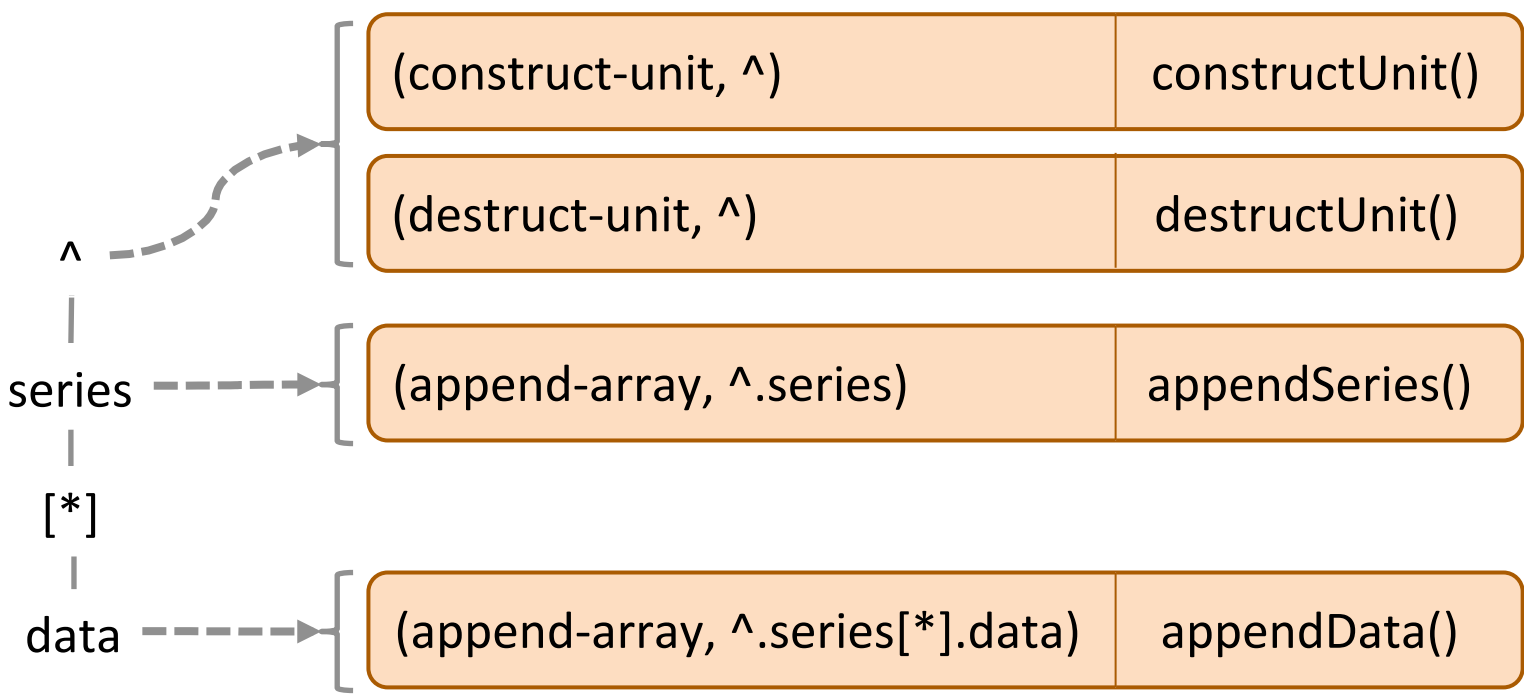 (construct-unit, ^) constructUnit()
(destruct-unit, ^) destructUnit()
^
series (append-array, ^.series) appendSeries()
[*]
data (append-array, ^.series[*].data) appendData()